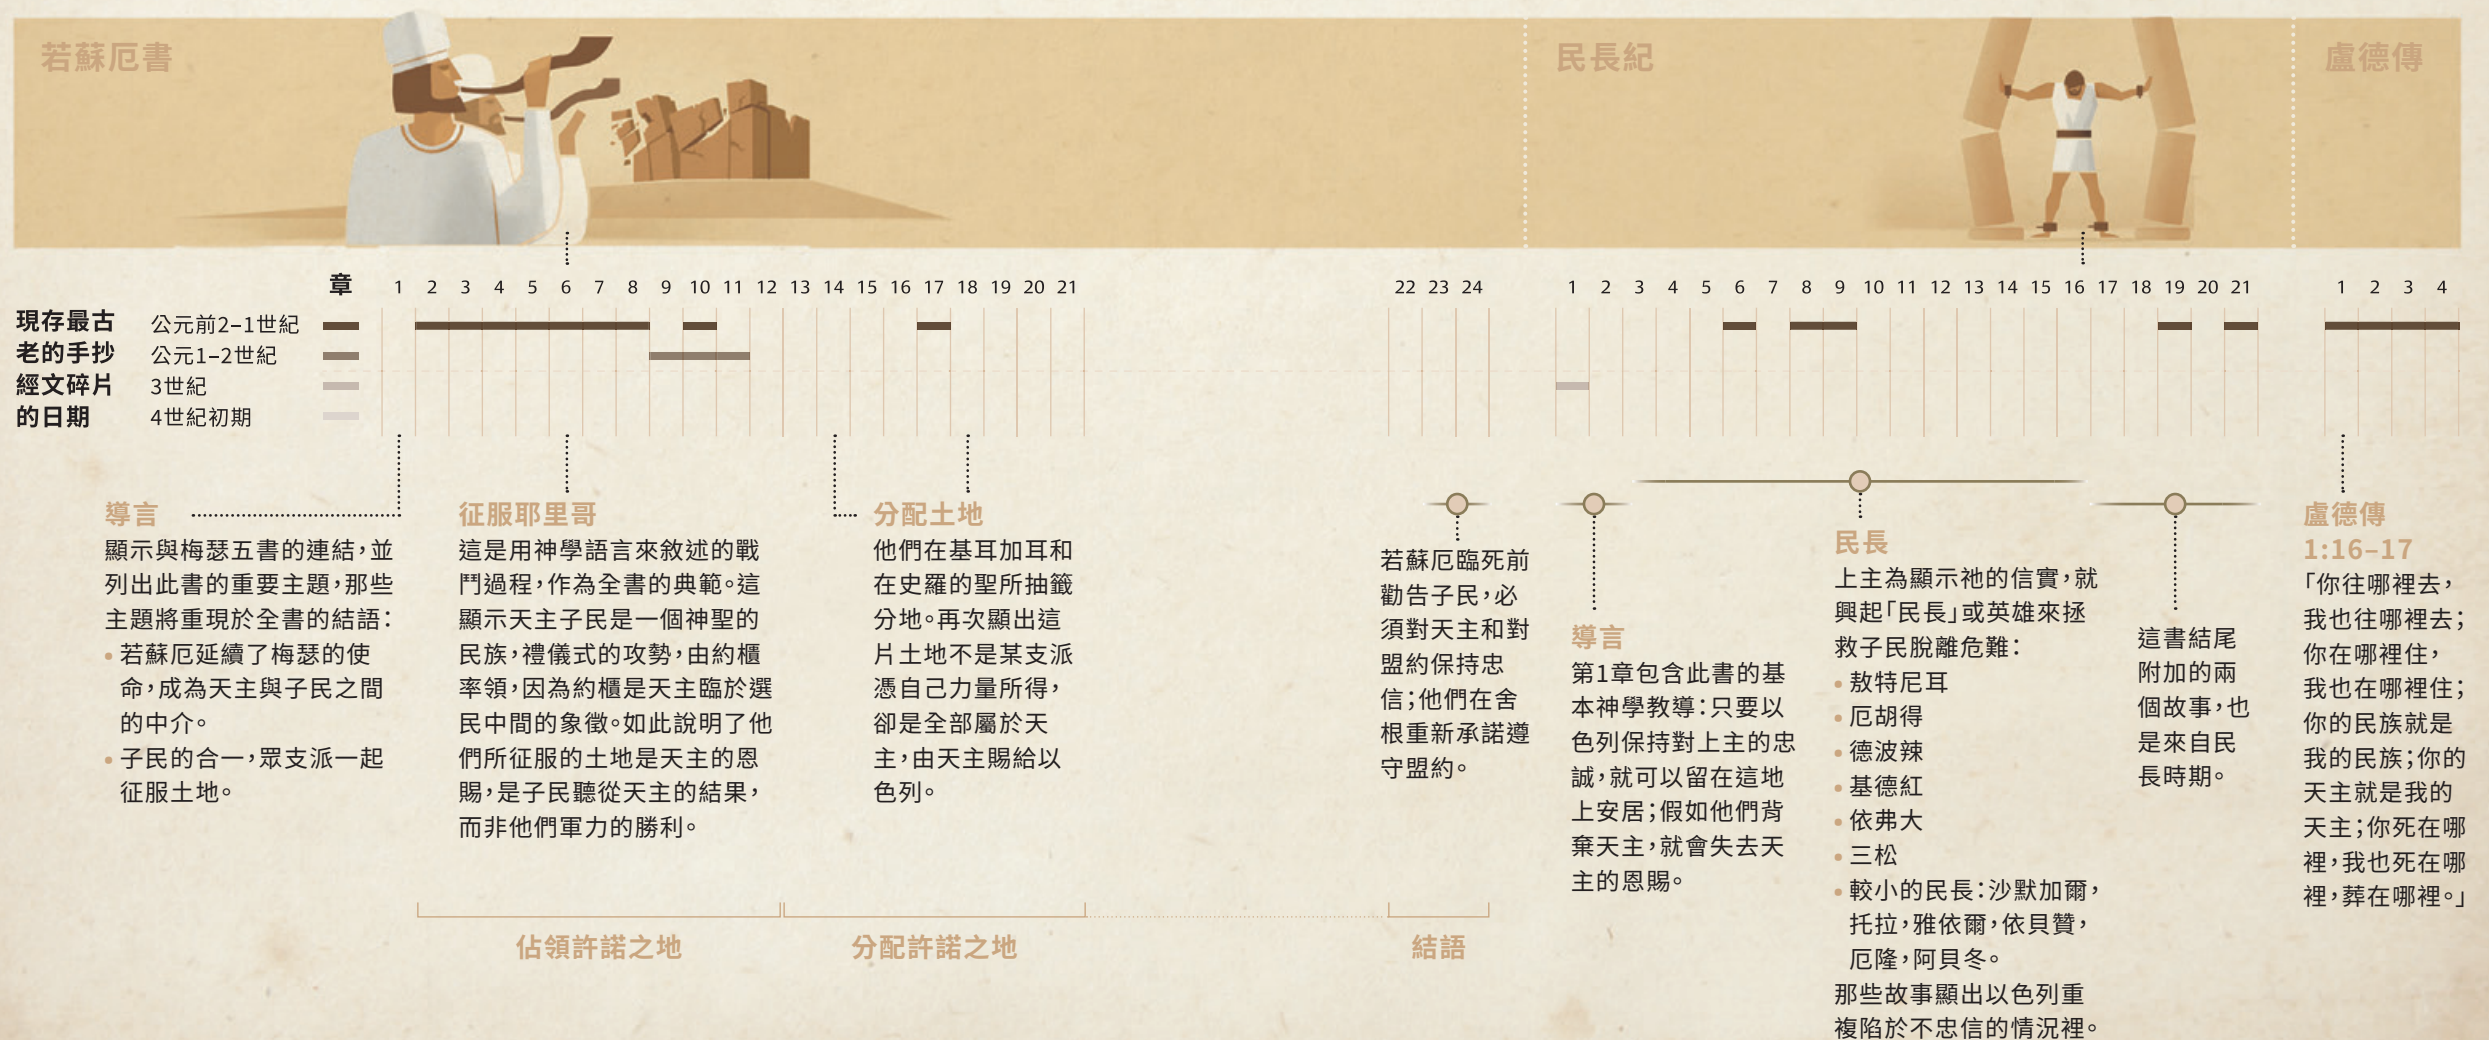 若蘇厄書
民長紀
盧德傳
章 1 2 3 4 5 6 7 8 9 10 11 12 13 14 15 16 17 18 19 20 21 22 23 24
1 2 3 4 5 6 7 8 9 10 11 12 13 14 15 16 17 18 19 20 21
1 2 3 4
現存最古
老的手抄
經文碎片
的日期
公元前2–1世紀
公元1–2世紀
3世紀
4世紀初期
導言
顯示與梅瑟五書的連結，並
列出此書的重要主題，那些
主題將重現於全書的結語：
• 若蘇厄延續了梅瑟的使
命，成為天主與子民之間
的中介。
• 子民的合一，眾支派一起
征服土地。
征服耶里哥
這是用神學語言來敘述的戰
鬥過程，作為全書的典範。這
顯示天主子民是一個神聖的
民族，禮儀式的攻勢，由約櫃
率領，因為約櫃是天主臨於選
民中間的象徵。如此說明了他
們所征服的土地是天主的恩
賜，是子民聽從天主的結果，
而非他們軍力的勝利。
分配土地
他們在基耳加耳和
在史羅的聖所抽籤
分地。再次顯出這
片土地不是某支派
憑自己力量所得，
卻是全部屬於天
主，由天主賜給以
色列。
若蘇厄臨死前
勸告子民，必
須對天主和對
盟約保持忠
信；他們在舍
根重新承諾遵
守盟約。
佔領許諾之地
分配許諾之地
結語
導言
第1章包含此書的基
本神學教導：只要以
色列保持對上主的忠
誠，就可以留在這地
上安居；假如他們背
棄天主，就會失去天
主的恩賜。
民長
上主為顯示祂的信實，就
興起「民長」或英雄來拯
救子民脫離危難：
• 敖特尼耳
• 厄胡得
• 德波辣
• 基德紅
• 依弗大
• 三松
• 較小的民長：沙默加爾，
托拉，雅依爾，依貝贊，
厄隆，阿貝冬。
那些故事顯出以色列重
複陷於不忠信的情況裡。
這書結尾
附加的兩
個故事，也
是來自民
長時期。
盧德傳
1:16–17
「你往哪裡去，
我也往哪裡去；
你在哪裡住，
我也在哪裡住；
你的民族就是
我的民族；你的
天主就是我的
天主；你死在哪
裡，我也死在哪
裡，葬在哪裡。」